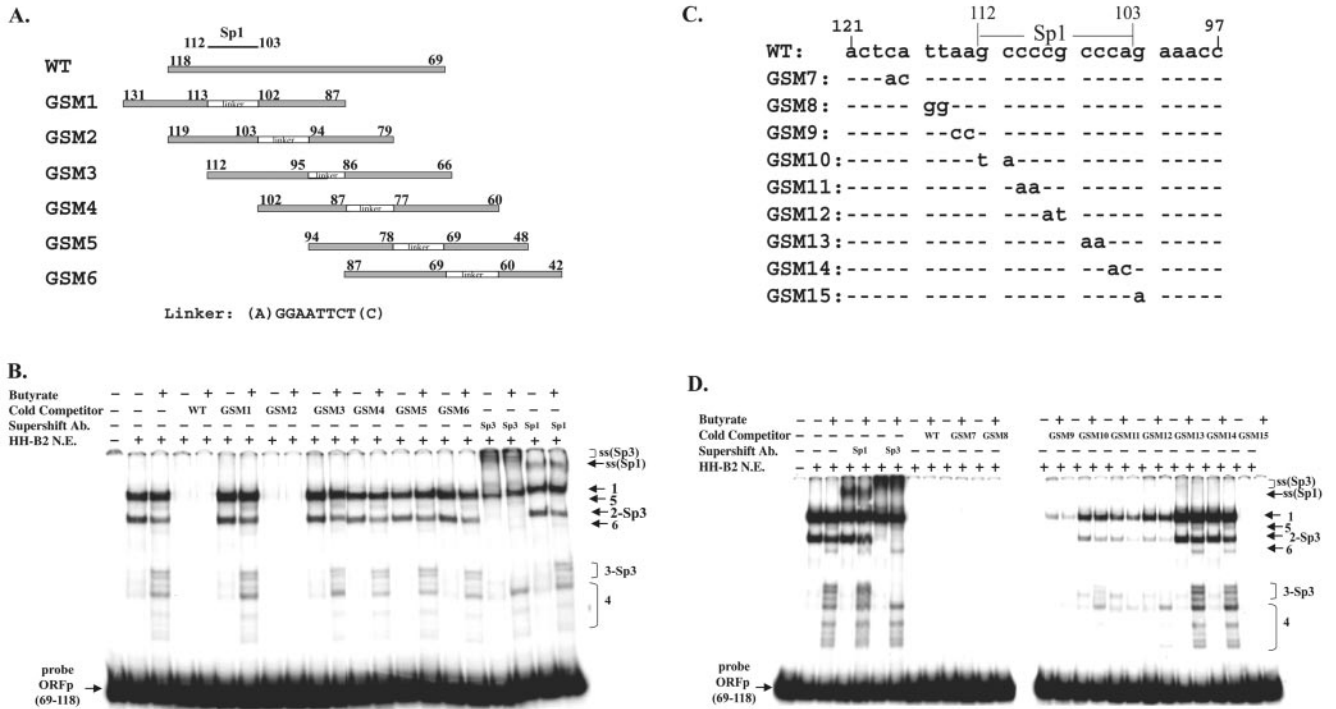 A.
Sp1
112 103
WT 118 69
GSM1 131 113 linker 102 87
GSM2 119 103 linker 94 79
GSM3 112 95 linker 86 66
GSM4 102 87 linker 77 60
GSM5 94 78 linker 69 48
GSM6 87 69 linker 60 42
Linker: (A)GGAATTCT(C)
B.
Butyrate - - + - + - + - + - + - + - + - + - + - +
Cold Competitor WT GSM1 GSM2 GSM3 GSM4 GSM5 GSM6 - - - -
Supershift Ab. Sp3 Sp3 Sp1 Sp1
HH-B2 N.E. - + + + + + + + + + + + + + + + + + + + +
ss(Sp3)
ss(Sp1)
1
5
2-Sp3
6
3-Sp3
4
probe
ORFp
(69-118)
C.
112 103
121 Sp1 97
WT: actca ttaag ccccg cccag aaacc
GSM7: ---ac ----- ----- ----- -----
GSM8: ----- gg--- ----- ----- -----
GSM9: ----- --cc- ----- ----- -----
GSM10: ----- ----t a---- ----- -----
GSM11: ----- ----- -aa-- ----- -----
GSM12: ----- ----- ---at ----- -----
GSM13: ----- ----- ----- aa--- -----
GSM14: ----- ----- ----- --ac- -----
GSM15: ----- ----- ----- ----a -----
D.
Butyrate - - + - + - + - + - + - + - + - + - + - + - + - + - +
Cold Competitor WT GSM7 GSM8 GSM9 GSM10 GSM11 GSM12 GSM13 GSM14 GSM15
Supershift Ab. Sp1 Sp3
HH-B2 N.E.
ss(Sp3)
ss(Sp1)
1
5
2-Sp3
6
3-Sp3
4
probe
ORFp
(69-118)